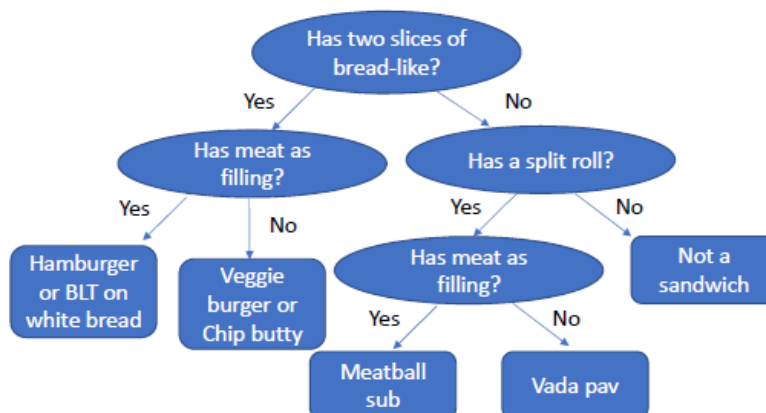 Has two slices of
bread-like?
Yes
No
Has meat as
filling?
Has a split roll?
Yes
No
Yes
No
Hamburger
or BLT on
white bread
Veggie
burger or
Chip butty
Has meat as
filling?
Not a
sandwich
Yes
No
Meatball
sub
Vada pav